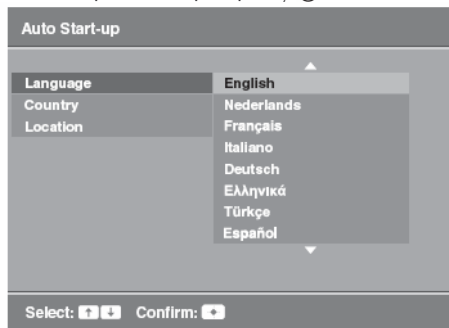 Auto Start-up
Language
Country
Location
English
Nederlands
Français
Italiano
Deutsch
Ελληνικά
Türkçe
Español
Select: Confirm: